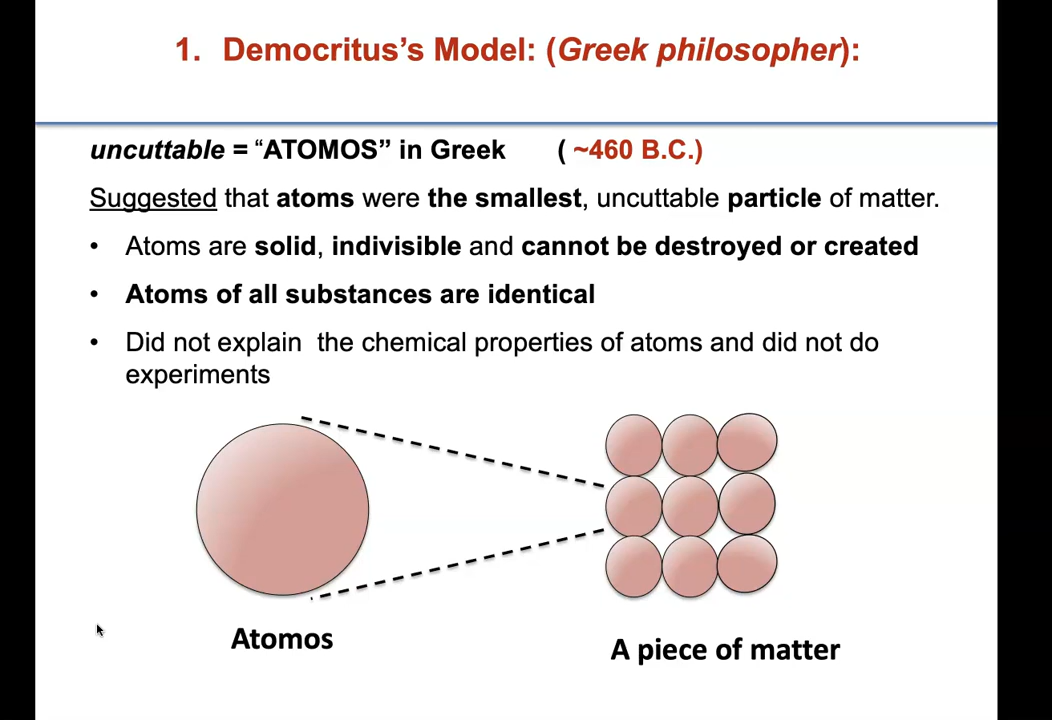 1. Democritus's Model: (Greek philosopher):
uncuttable = “ATOMOS” in Greek ( ~460 B.C.)
Suggested that atoms were the smallest, uncuttable particle of matter.
• Atoms are solid, indivisible and cannot be destroyed or created
• Atoms of all substances are identical
• Did not explain the chemical properties of atoms and did not do
experiments
Atomos
A piece of matter